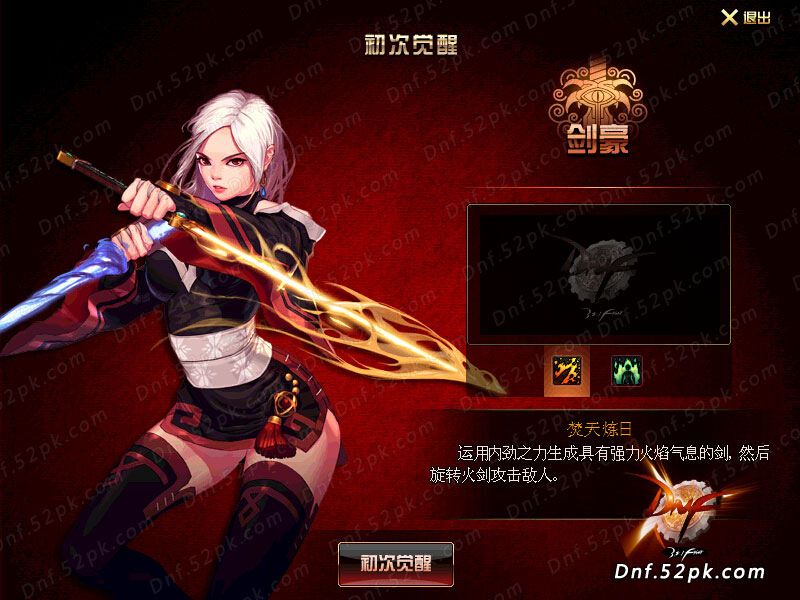 退出
初次觉醒
剑豪
焚天炼日
运用内劲之力生成具有强力火焰气息的剑, 然后
旋转火剑攻击敌人。
DNF
初次觉醒
Dnf.52pk.com